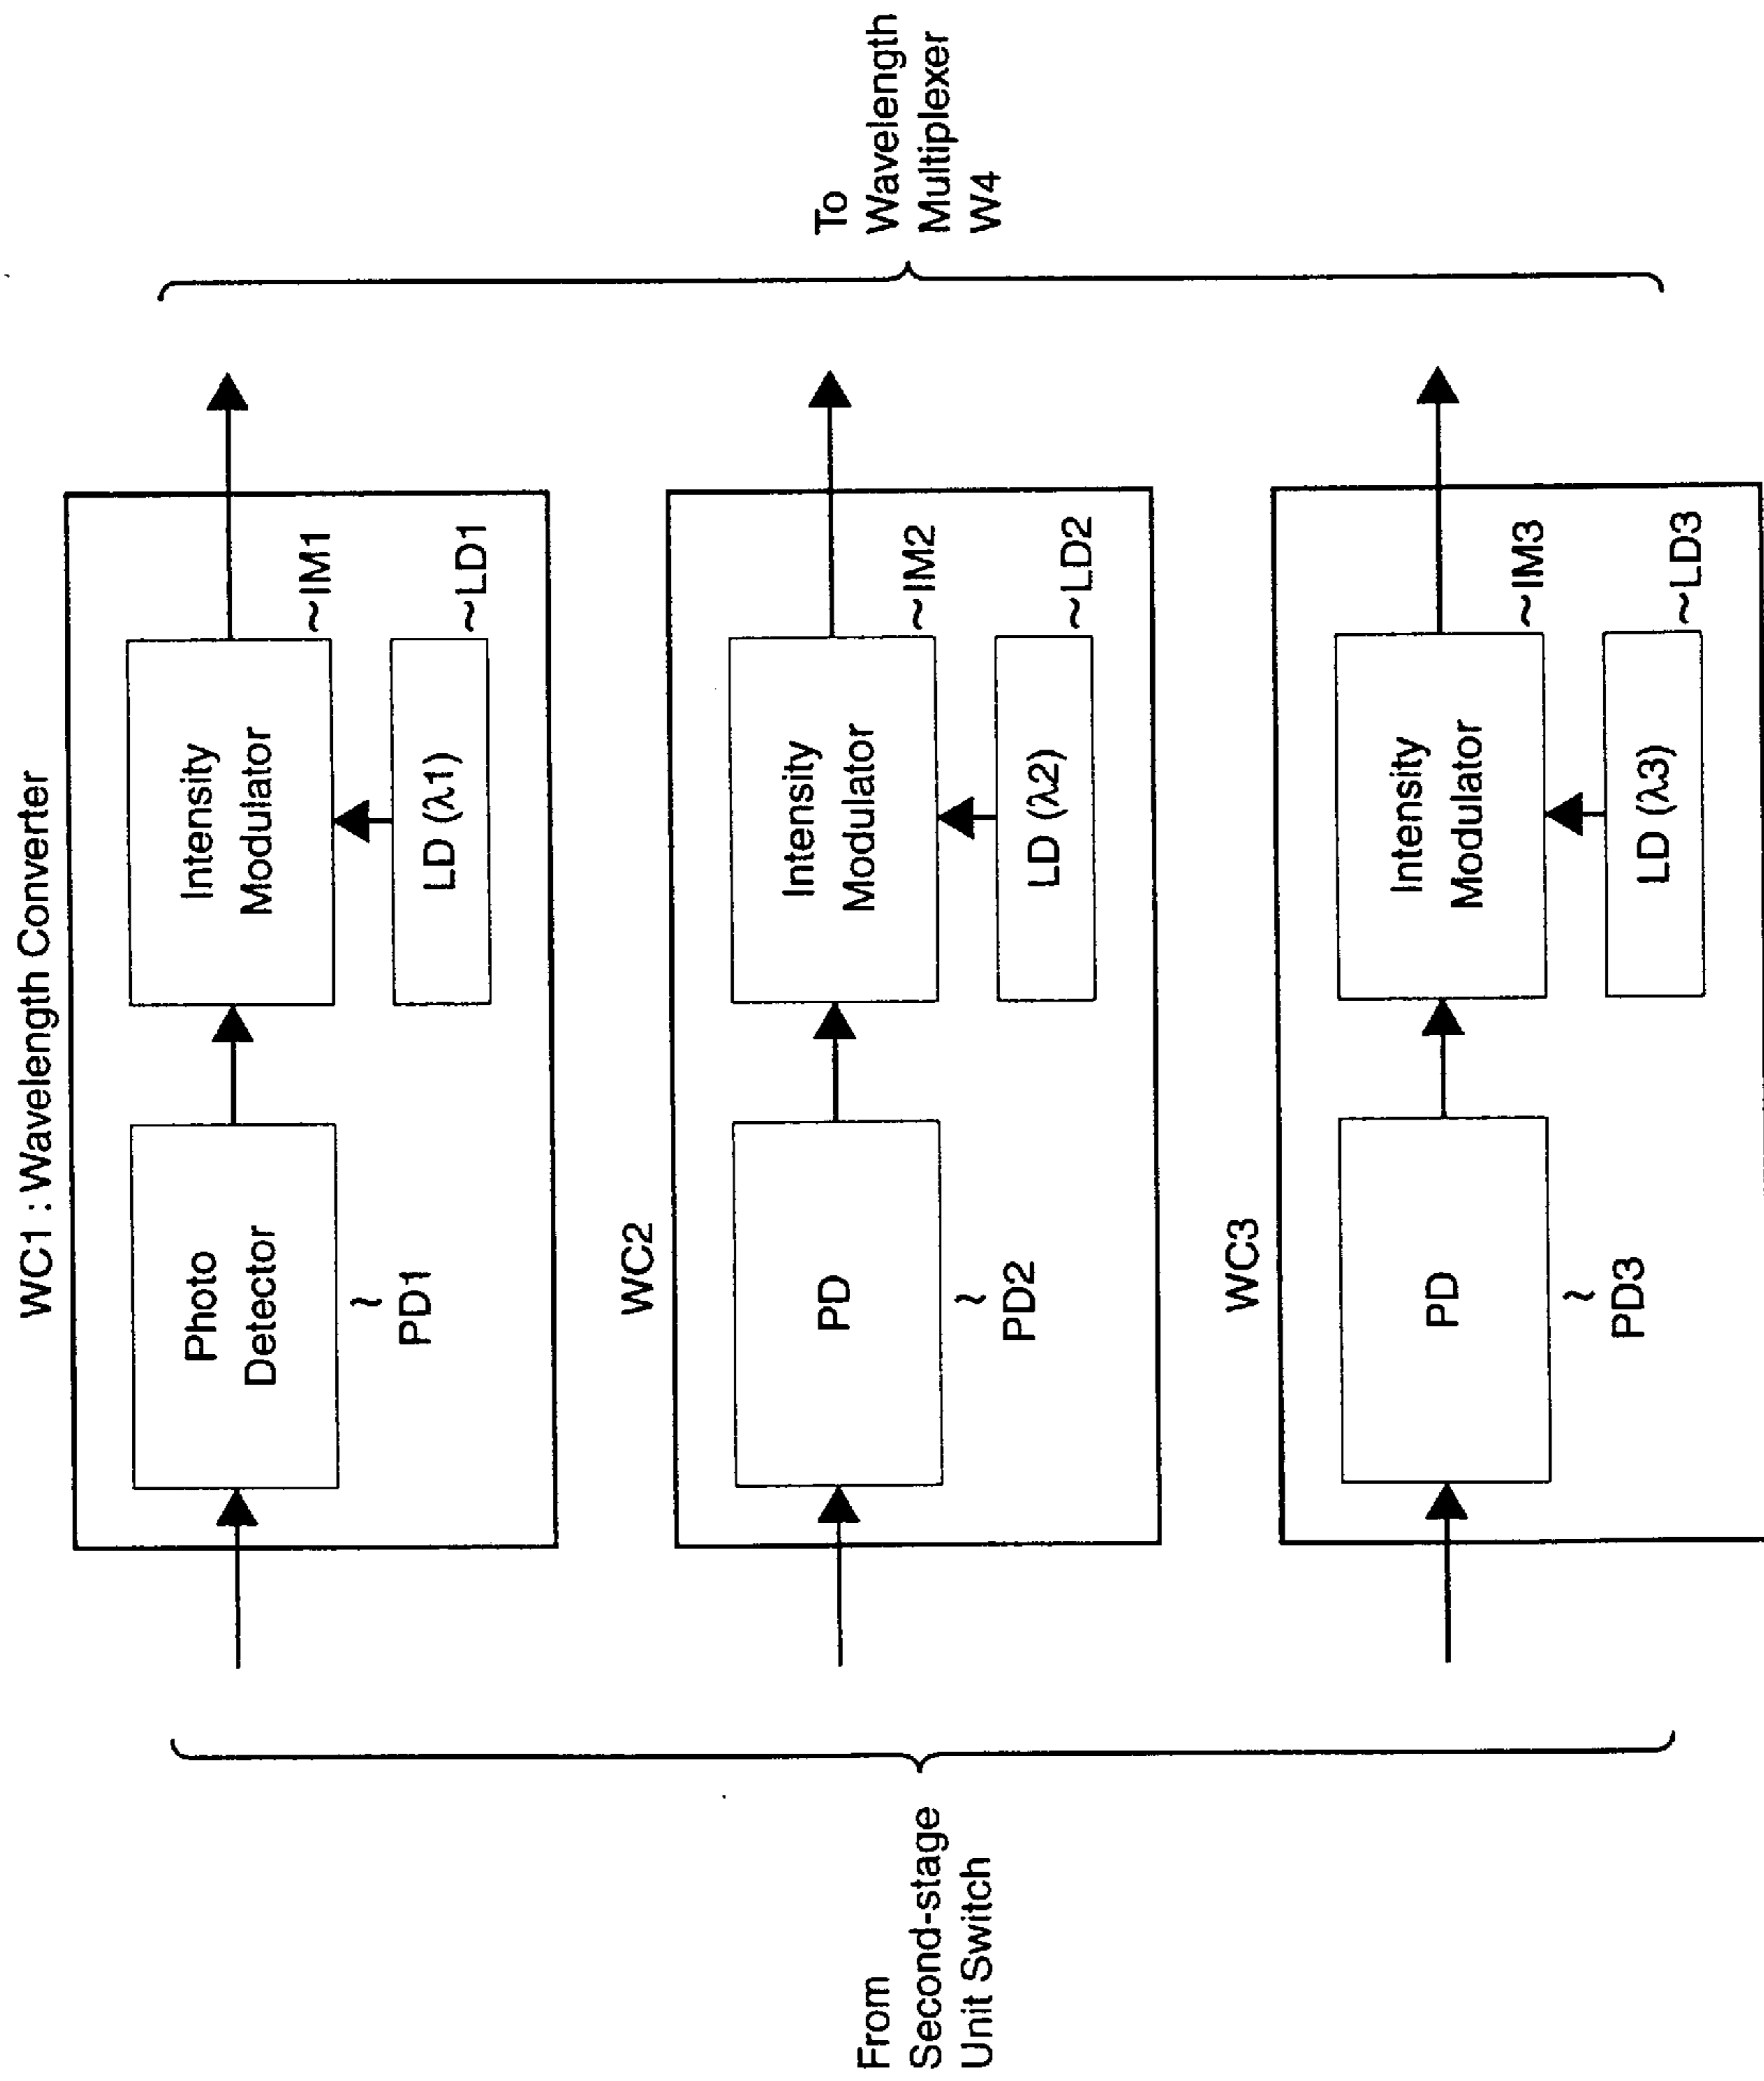 WC1 : Wavelength Converter
Photo
Detector
~
PD1
Intensity
Modulator
~IM1
LD (λ1)
~LD1
WC2
PD
~
PD2
Intensity
Modulator
~IM2
LD (λ2)
~LD2
WC3
PD
~
PD3
Intensity
Modulator
~IM3
LD (λ3)
~LD3
From
Second-stage
Unit Switch
To
Wavelength
Multiplexer
W4